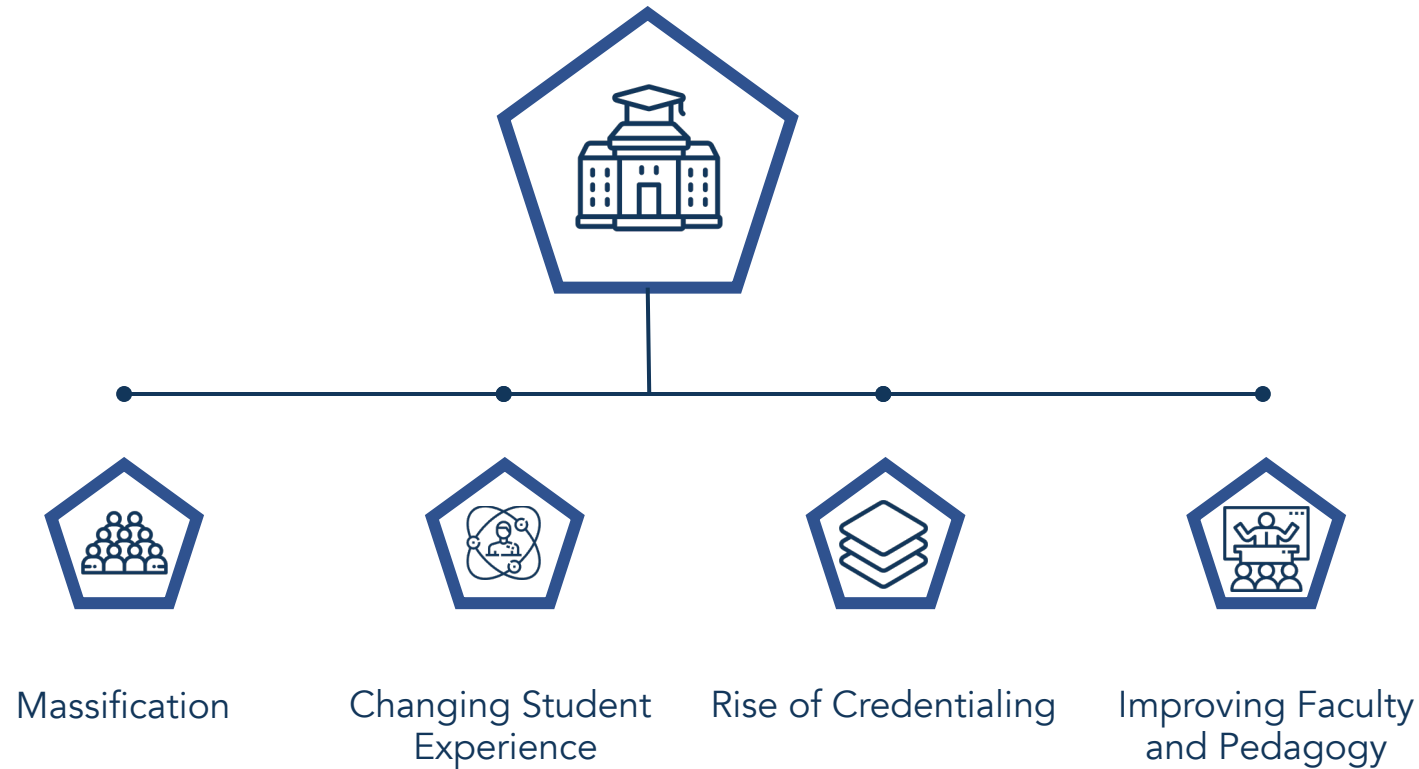 Massification
Changing Student
Experience
Rise of Credentialing
Improving Faculty
and Pedagogy